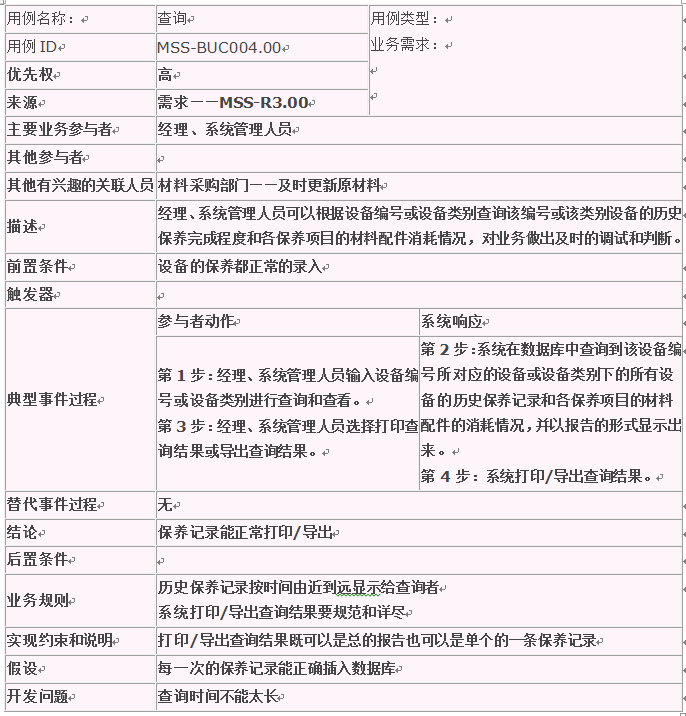 用例名称： 查询 用例类型：
用例 ID MSS-BUC004.00 业务需求：
优先权 高
来源 需求——MSS-R3.00
主要业务参与者 经理、系统管理人员
其他参与者
其他有兴趣的关联人员 材料采购部门——及时更新原材料
描述 经理、系统管理人员可以根据设备编号或设备类别查询该编号或该类别设备的历史
保养完成程度和各保养项目的材料配件消耗情况，对业务做出及时的调试和判断。
前置条件 设备的保养都正常的录入
触发器
典型事件过程
参与者动作
第 1 步：经理、系统管理人员输入设备编
号或设备类别进行查询和查看。
第 3 步：经理、系统管理人员选择打印查
询结果或导出查询结果。
系统响应
第 2 步：系统在数据库中查询到该设备编
号所对应的设备或设备类别下的所有设
备的历史保养记录和各保养项目的材料
配件的消耗情况，并以报告的形式显示出
来。
第 4 步：系统打印/导出查询结果。
替代事件过程 无
结论 保养记录能正常打印/导出
后置条件
业务规则 历史保养记录按时间由近到远显示给查询者
系统打印/导出查询结果要规范和详尽
实现约束和说明 打印/导出查询结果既可以是总的报告也可以是单个的一条保养记录
假设 每一次的保养记录能正确插入数据库
开发问题 查询时间不能太长